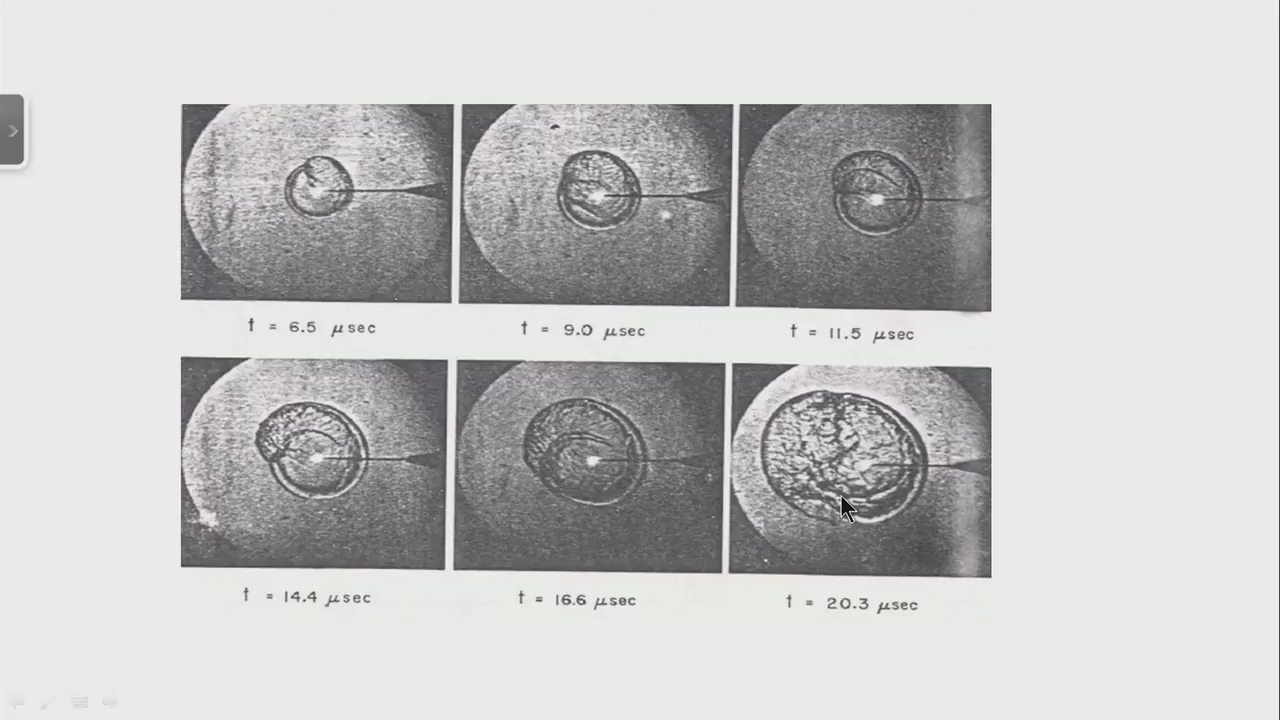 t = 6.5 μsec
t = 9.0 μsec
t = 11.5 μsec
t = 14.4 μsec
t = 16.6 μsec
t = 20.3 μsec